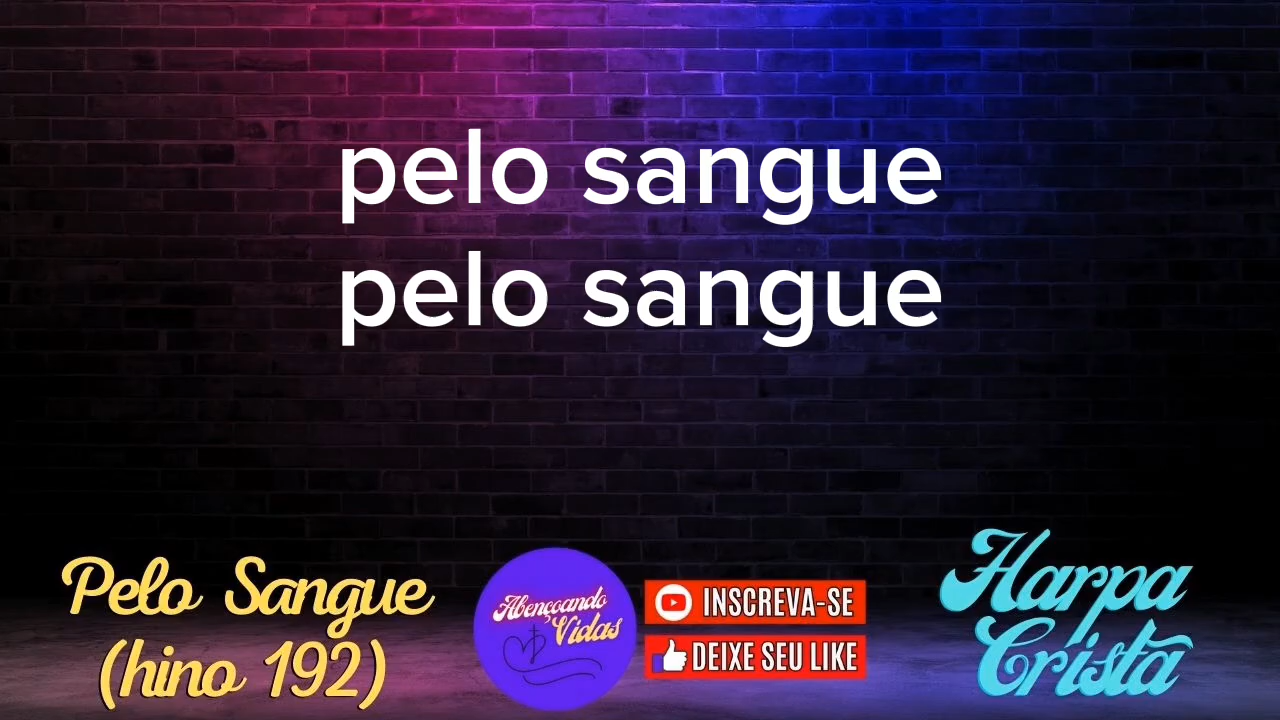 pelo sangue
pelo sangue
Pelo Sangue
(hino 192)
Abençoando
Vidas
INSCREVA-SE
DEIXE SEU LIKE
Harpa
Cristã